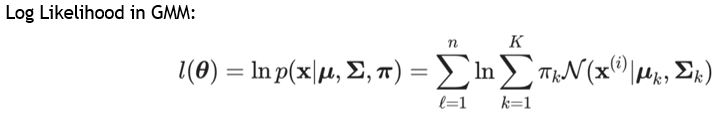 Log Likelihood in GMM:
l(θ) = ln p(x|μ, Σ, π) = ∑_{ℓ=1}^{n} ln ∑_{k=1}^{K} π_k 𝒩(x^{(i)}|μ_k, Σ_k)